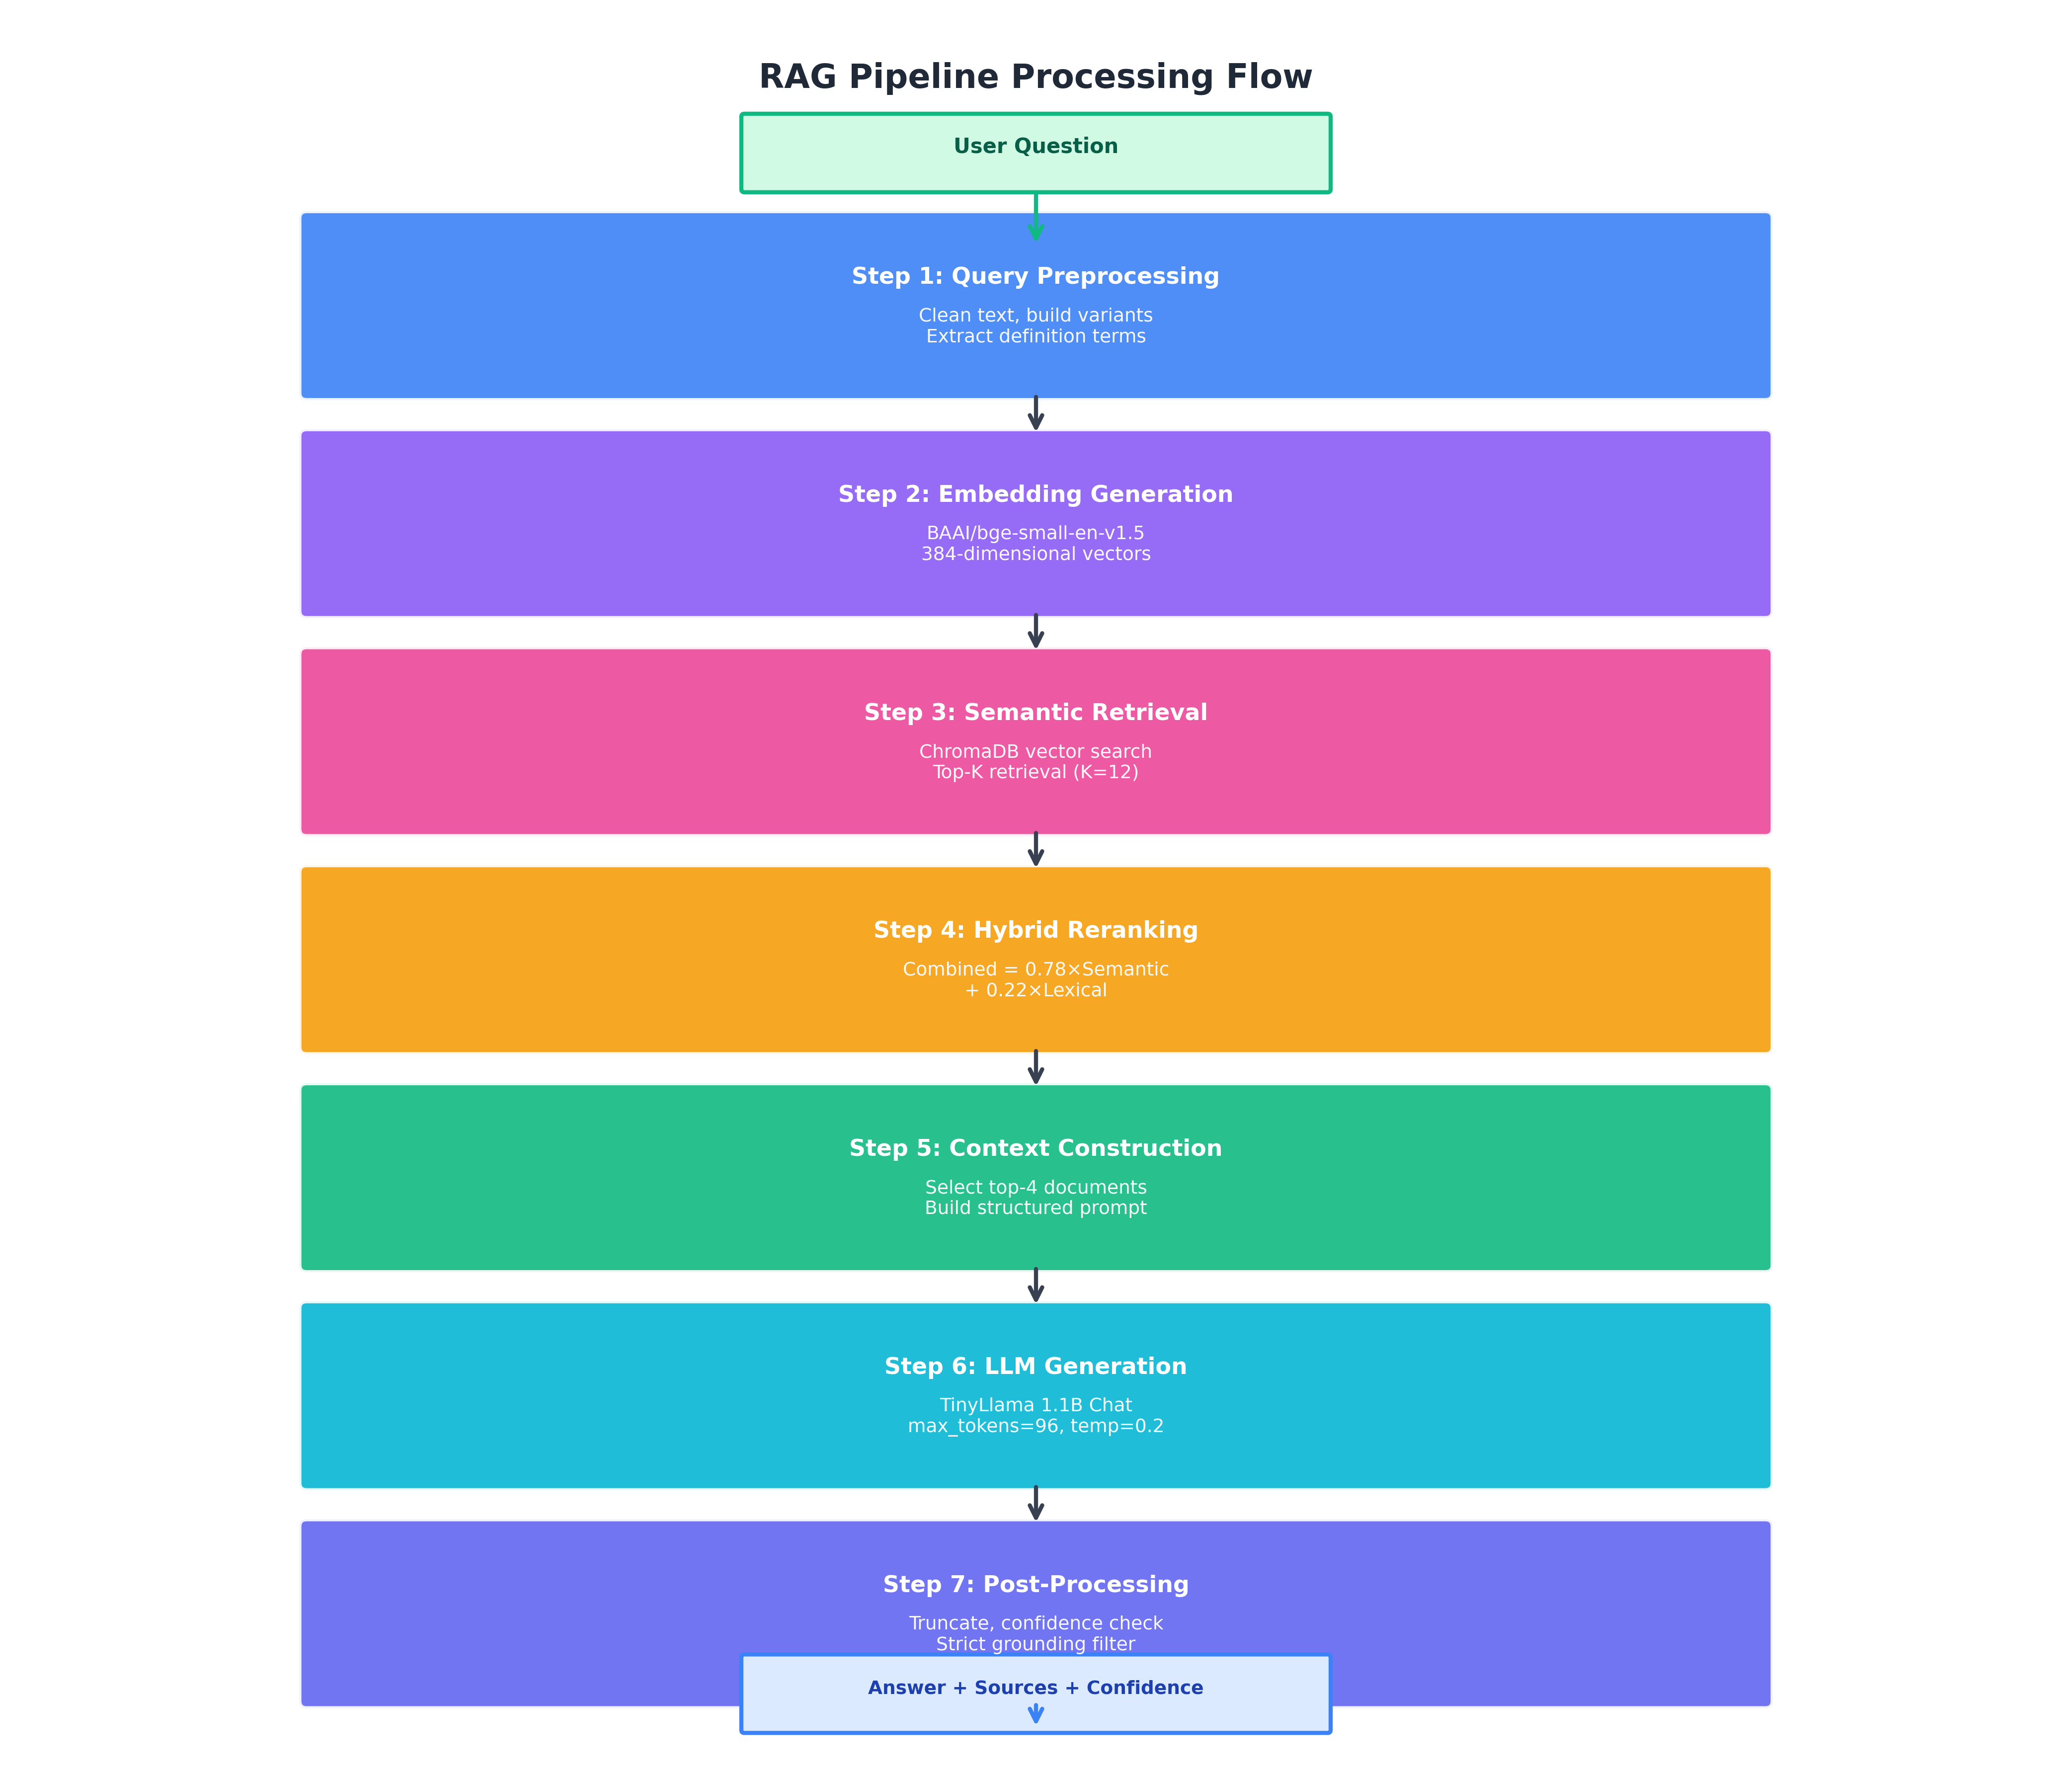 RAG Pipeline Processing Flow
User Question
Step 1: Query Preprocessing
Clean text, build variants
Extract definition terms
Step 2: Embedding Generation
BAAI/bge-small-en-v1.5
384-dimensional vectors
Step 3: Semantic Retrieval
ChromaDB vector search
Top-K retrieval (K=12)
Step 4: Hybrid Reranking
Combined = 0.78×Semantic
+ 0.22×Lexical
Step 5: Context Construction
Select top-4 documents
Build structured prompt
Step 6: LLM Generation
TinyLlama 1.1B Chat
max_tokens=96, temp=0.2
Step 7: Post-Processing
Truncate, confidence check
Strict grounding filter
Answer + Sources + Confidence